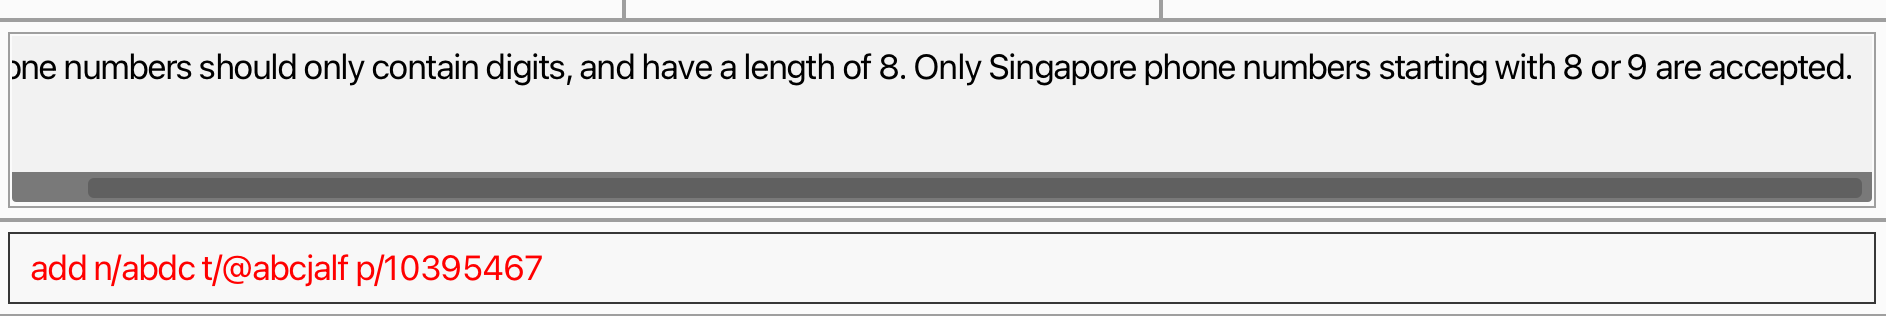 one numbers should only contain digits, and have a length of 8. Only Singapore phone numbers starting with 8 or 9 are accepted.
add n/abdc t/@abcjalf p/10395467